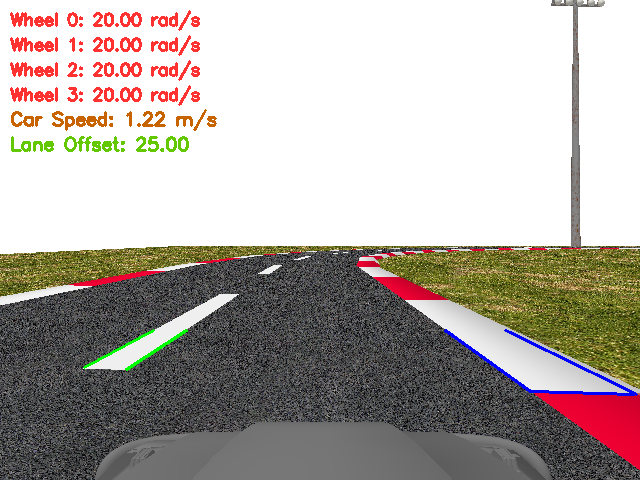 Wheel 0: 20.00 rad/s
Wheel 1: 20.00 rad/s
Wheel 2: 20.00 rad/s
Wheel 3: 20.00 rad/s
Car Speed: 1.22 m/s
Lane Offset: 25.00